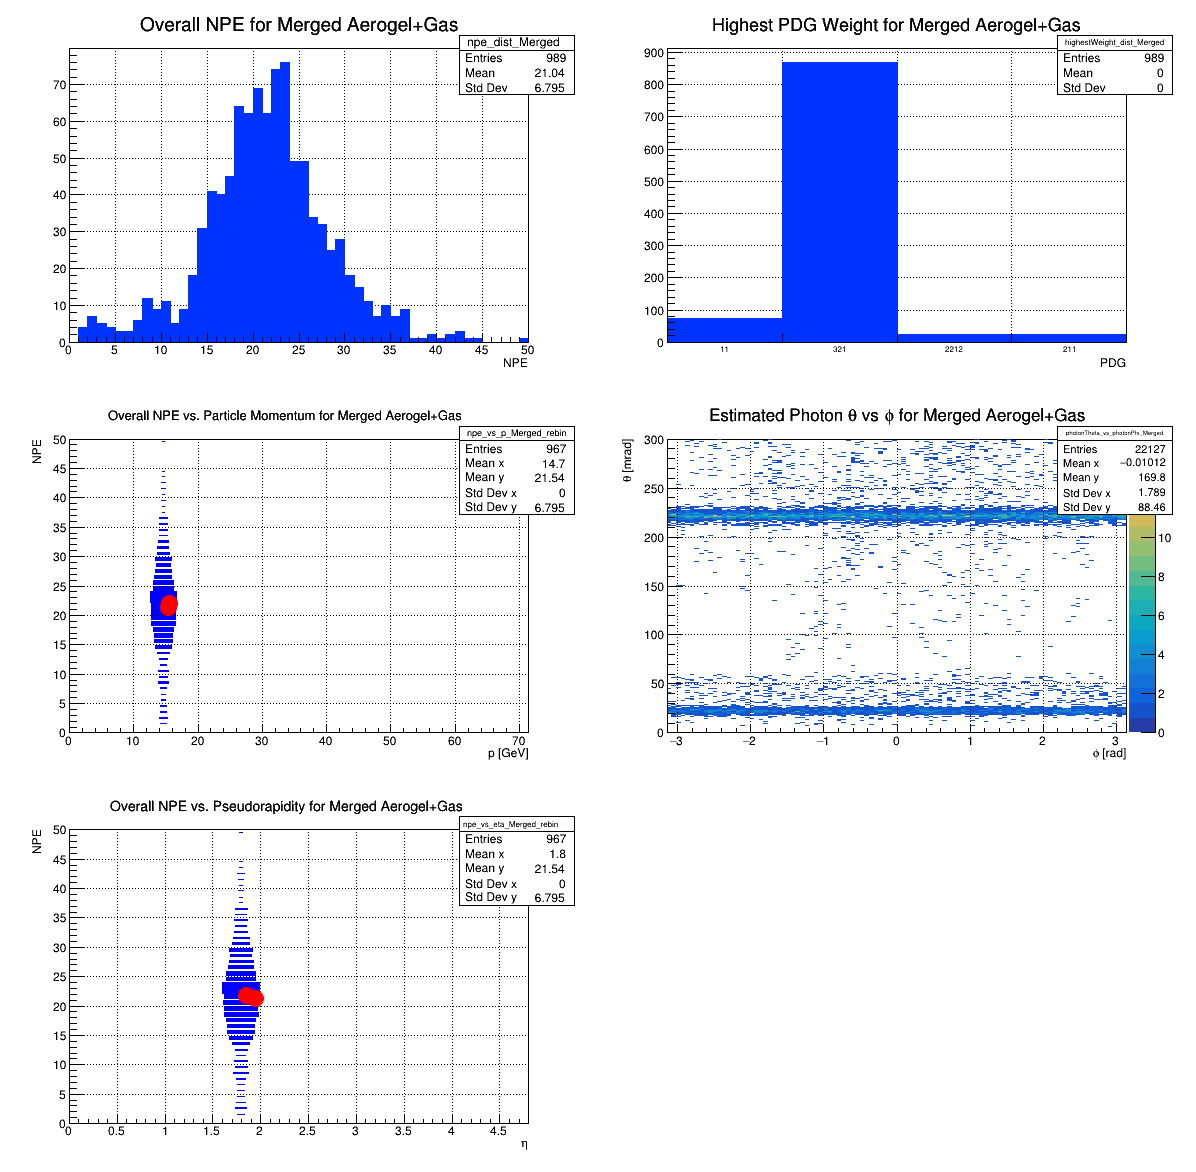 Overall NPE for Merged Aerogel+Gas
npe_dist_Merged
Entries 989
Mean 21.04
Std Dev 6.795
70
60
50
40
30
20
10
0
0 5 10 15 20 25 30 35 40 45 50
NPE
Highest PDG Weight for Merged Aerogel+Gas
highestWeight_dist_Merged
Entries 989
Mean 0
Std Dev 0
900
800
700
600
500
400
300
200
100
0
11 321 2212 211
PDG
Overall NPE vs. Particle Momentum for Merged Aerogel+Gas
NPE
npe_vs_p_Merged_rebin
Entries 967
Mean x 14.7
Mean y 21.54
Std Dev x 0
Std Dev y 6.795
50
45
40
35
30
25
20
15
10
5
0
0 10 20 30 40 50 60 70
p [GeV]
Estimated Photon θ vs ϕ for Merged Aerogel+Gas
θ [mrad]
photonTheta_vs_photonPhi_Merged
Entries 22127
Mean x −0.01012
Mean y 169.8
Std Dev x 1.789
Std Dev y 88.46
300
250
200
150
100
50
0
−3 −2 −1 0 1 2 3
ϕ [rad]
10
8
6
4
2
0
Overall NPE vs. Pseudorapidity for Merged Aerogel+Gas
NPE
npe_vs_eta_Merged_rebin
Entries 967
Mean x 1.8
Mean y 21.54
Std Dev x 0
Std Dev y 6.795
50
45
40
35
30
25
20
15
10
5
0
0 0.5 1 1.5 2 2.5 3 3.5 4 4.5
η